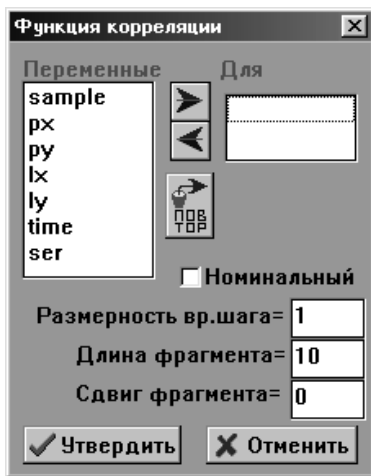 Функция корреляции
Переменные Для
sample
px
py
lx
ly
time
ser
ПОВ
ТОР
Номинальный
Размерность вр.шага= 1
Длина фрагмента= 10
Сдвиг фрагмента= 0
Утвердить Отменить